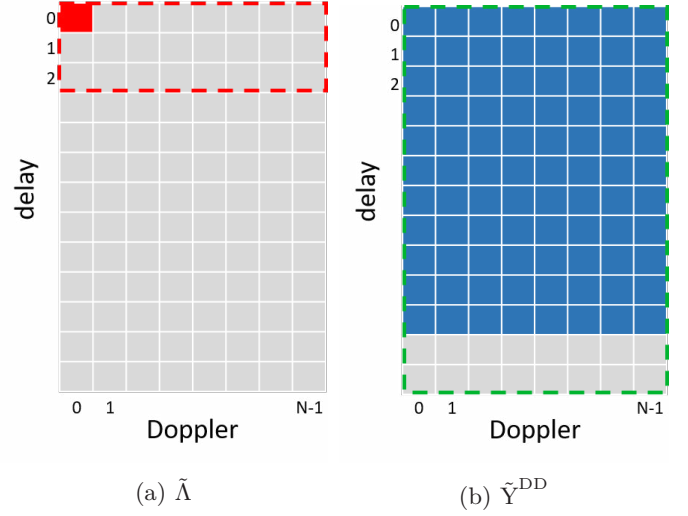 0
1
2
delay
0 1 N-1
Doppler
(a) Λ̃
0
1
2
delay
0 1 N-1
Doppler
(b) Ỹ^DD